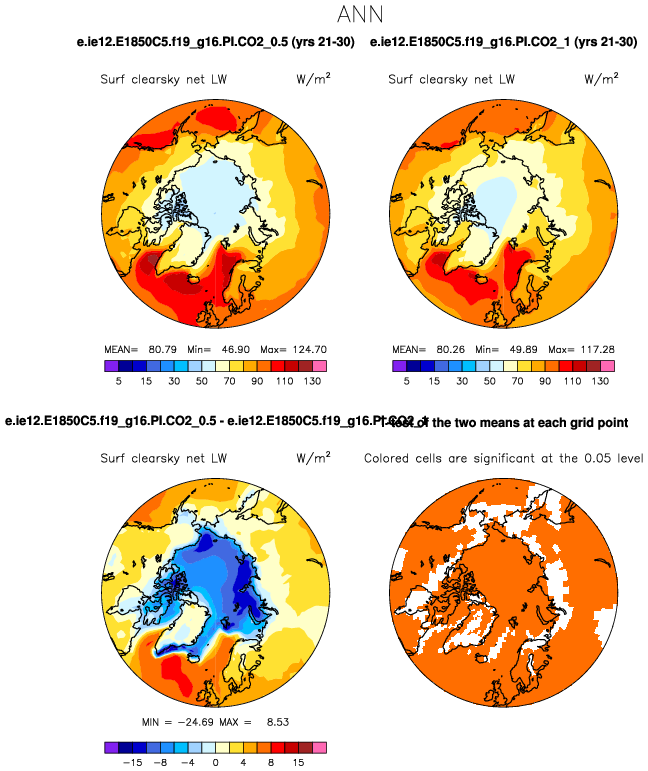 ANN
e.ie12.E1850C5.f19_g16.PI.CO2_0.5 (yrs 21-30)
e.ie12.E1850C5.f19_g16.PI.CO2_1 (yrs 21-30)
Surf clearsky net LW W/m²
Surf clearsky net LW W/m²
MEAN= 80.79 Min= 46.90 Max= 124.70
5 15 30 50 70 90 110 130
MEAN= 80.26 Min= 49.89 Max= 117.28
5 15 30 50 70 90 110 130
e.ie12.E1850C5.f19_g16.PI.CO2_0.5 - e.ie12.E1850C5.f19_g16.PI.CO2_1
T-test of the two means at each grid point
Surf clearsky net LW W/m²
Colored cells are significant at the 0.05 level
MIN = -24.69 MAX = 8.53
-15 -8 -4 0 4 8 15